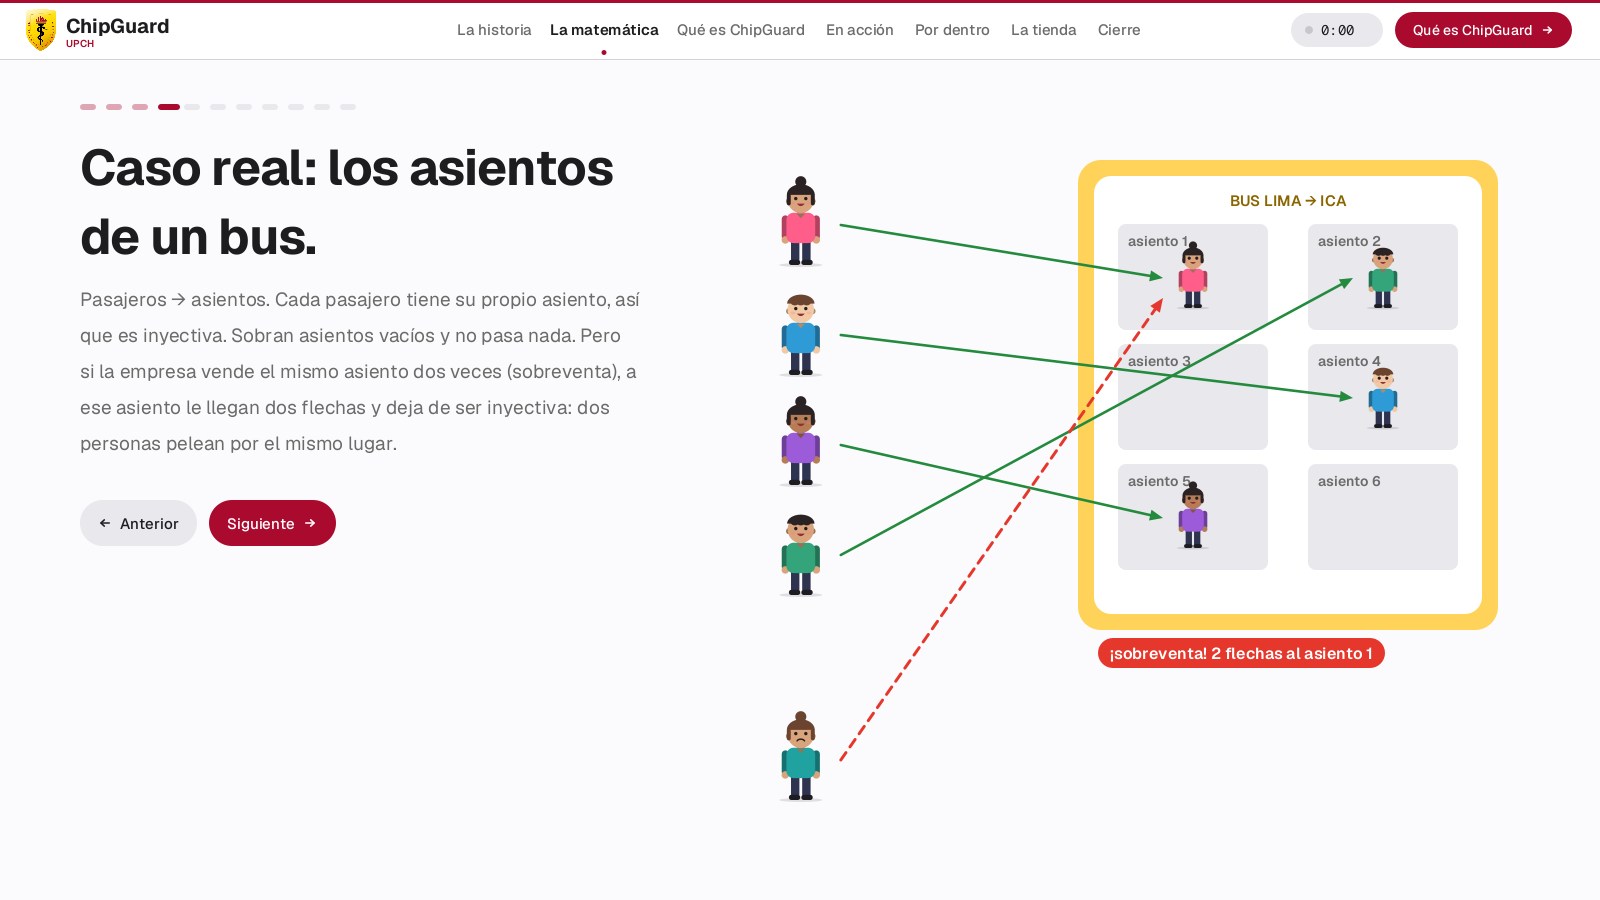 ChipGuard
UPCH
La historia
La matemática
Qué es ChipGuard
En acción
Por dentro
La tienda
Cierre
0:00
Qué es ChipGuard →
Caso real: los asientos
de un bus.
Pasajeros → asientos. Cada pasajero tiene su propio asiento, así
que es inyectiva. Sobran asientos vacíos y no pasa nada. Pero
si la empresa vende el mismo asiento dos veces (sobreventa), a
ese asiento le llegan dos flechas y deja de ser inyectiva: dos
personas pelean por el mismo lugar.
← Anterior
Siguiente →
BUS LIMA → ICA
asiento 1
asiento 2
asiento 3
asiento 4
asiento 5
asiento 6
¡sobreventa! 2 flechas al asiento 1